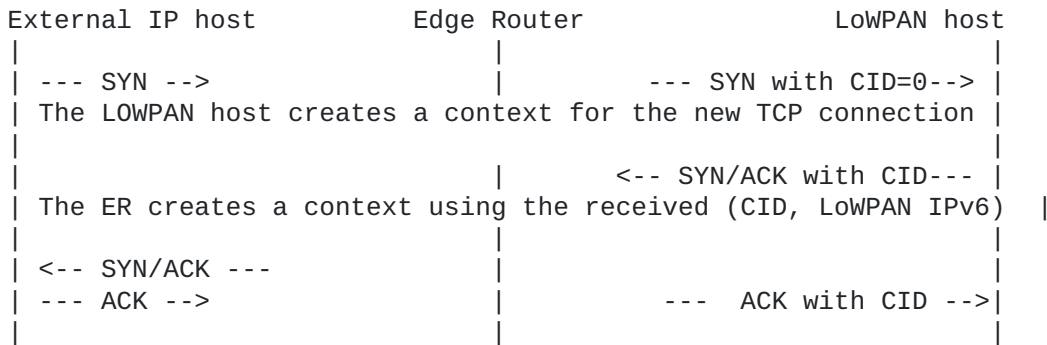 External IP host          Edge Router                LoWPAN host
|                               |                               |
| --- SYN -->                   |         --- SYN with CID=0--> |
| The LOWPAN host creates a context for the new TCP connection |
|                                                               |
|                               |       <-- SYN/ACK with CID--- |
| The ER creates a context using the received (CID, LoWPAN IPv6)  |
|                               |                               |
| <-- SYN/ACK ---               |                               |
| --- ACK -->                   |          ---  ACK with CID -->|
|                               |                               |